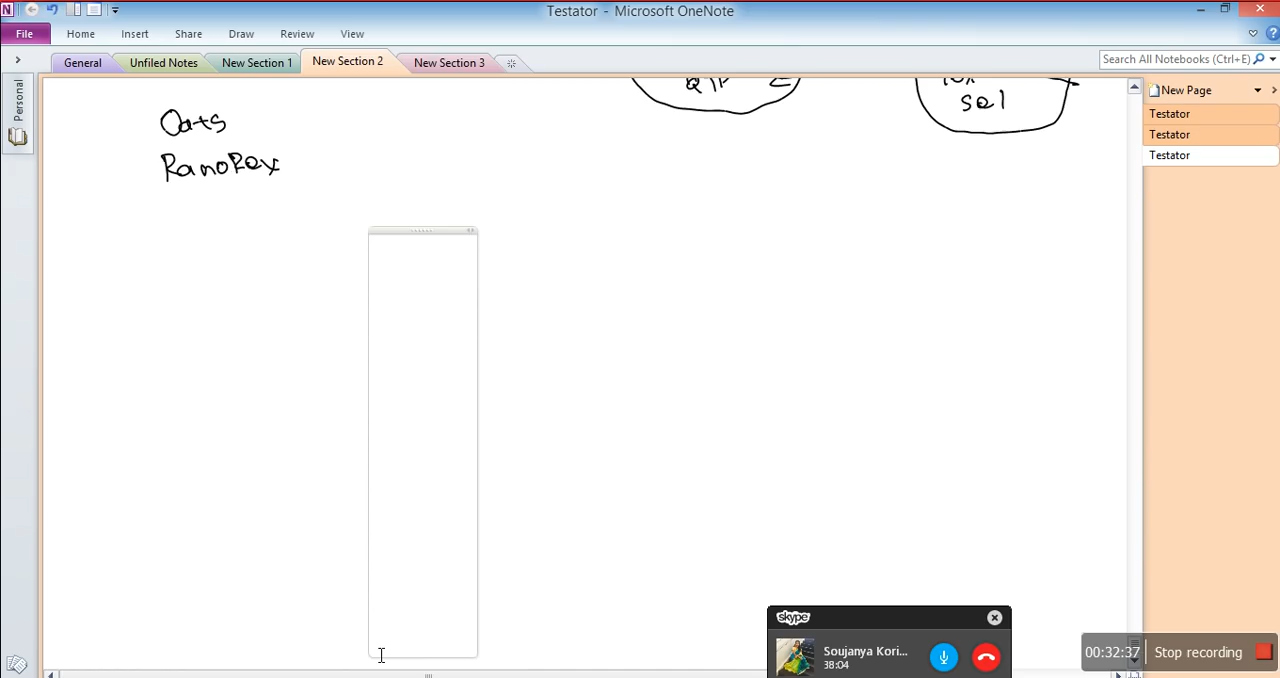 Testator - Microsoft OneNote
File Home Insert Share Draw Review View
General Unfiled Notes New Section 1 New Section 2 New Section 3
Search All Notebooks (Ctrl+E)
Personal
New Page
Testator
Testator
Testator
sel
Oats
RanoRex
skype
Soujanya Kori...
38:04
00:32:37 Stop recording